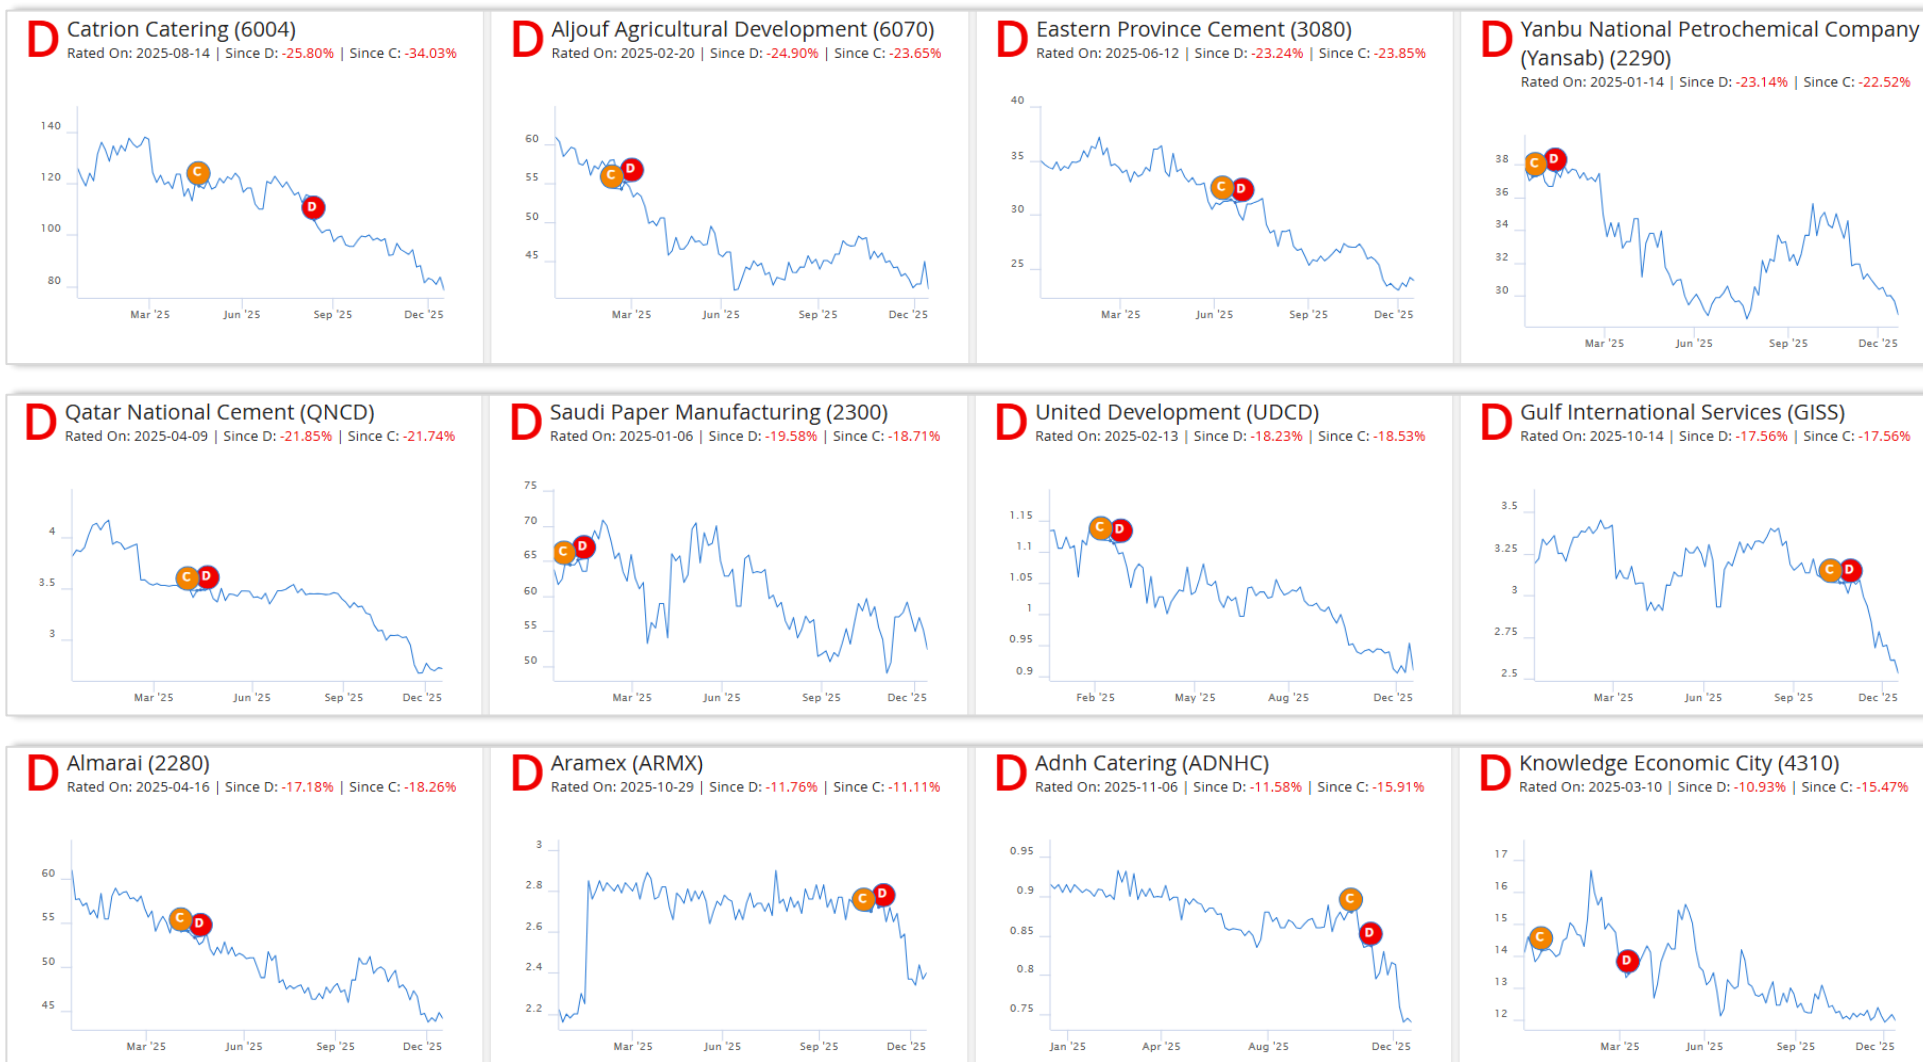 D Catrion Catering (6004)
Rated On: 2025-08-14 | Since D: -25.80% | Since C: -34.03%
140
120
100
80
C
D
Mar '25 Jun '25 Sep '25 Dec '25
D Aljouf Agricultural Development (6070)
Rated On: 2025-02-20 | Since D: -24.90% | Since C: -23.65%
60
55
50
45
C D
Mar '25 Jun '25 Sep '25 Dec '25
D Eastern Province Cement (3080)
Rated On: 2025-06-12 | Since D: -23.24% | Since C: -23.85%
40
35
30
25
C D
Mar '25 Jun '25 Sep '25 Dec '25
D Yanbu National Petrochemical Company
(Yansab) (2290)
Rated On: 2025-01-14 | Since D: -23.14% | Since C: -22.52%
38
36
34
32
30
C D
Mar '25 Jun '25 Sep '25 Dec '25
D Qatar National Cement (QNCD)
Rated On: 2025-04-09 | Since D: -21.85% | Since C: -21.74%
4
3.5
3
C D
Mar '25 Jun '25 Sep '25 Dec '25
D Saudi Paper Manufacturing (2300)
Rated On: 2025-01-06 | Since D: -19.58% | Since C: -18.71%
75
70
65
60
55
50
C D
Mar '25 Jun '25 Sep '25 Dec '25
D United Development (UDCD)
Rated On: 2025-02-13 | Since D: -18.23% | Since C: -18.53%
1.15
1.1
1.05
1
0.95
0.9
C D
Feb '25 May '25 Aug '25 Dec '25
D Gulf International Services (GISS)
Rated On: 2025-10-14 | Since D: -17.56% | Since C: -17.56%
3.5
3.25
3
2.75
2.5
C D
Mar '25 Jun '25 Sep '25 Dec '25
D Almarai (2280)
Rated On: 2025-04-16 | Since D: -17.18% | Since C: -18.26%
60
55
50
45
C D
Mar '25 Jun '25 Sep '25 Dec '25
D Aramex (ARMX)
Rated On: 2025-10-29 | Since D: -11.76% | Since C: -11.11%
3
2.8
2.6
2.4
2.2
C D
Mar '25 Jun '25 Sep '25 Dec '25
D Adnh Catering (ADNHC)
Rated On: 2025-11-06 | Since D: -11.58% | Since C: -15.91%
0.95
0.9
0.85
0.8
0.75
C
D
Jan '25 Apr '25 Aug '25 Dec '25
D Knowledge Economic City (4310)
Rated On: 2025-03-10 | Since D: -10.93% | Since C: -15.47%
17
16
15
14
13
12
C
D
Mar '25 Jun '25 Sep '25 Dec '25